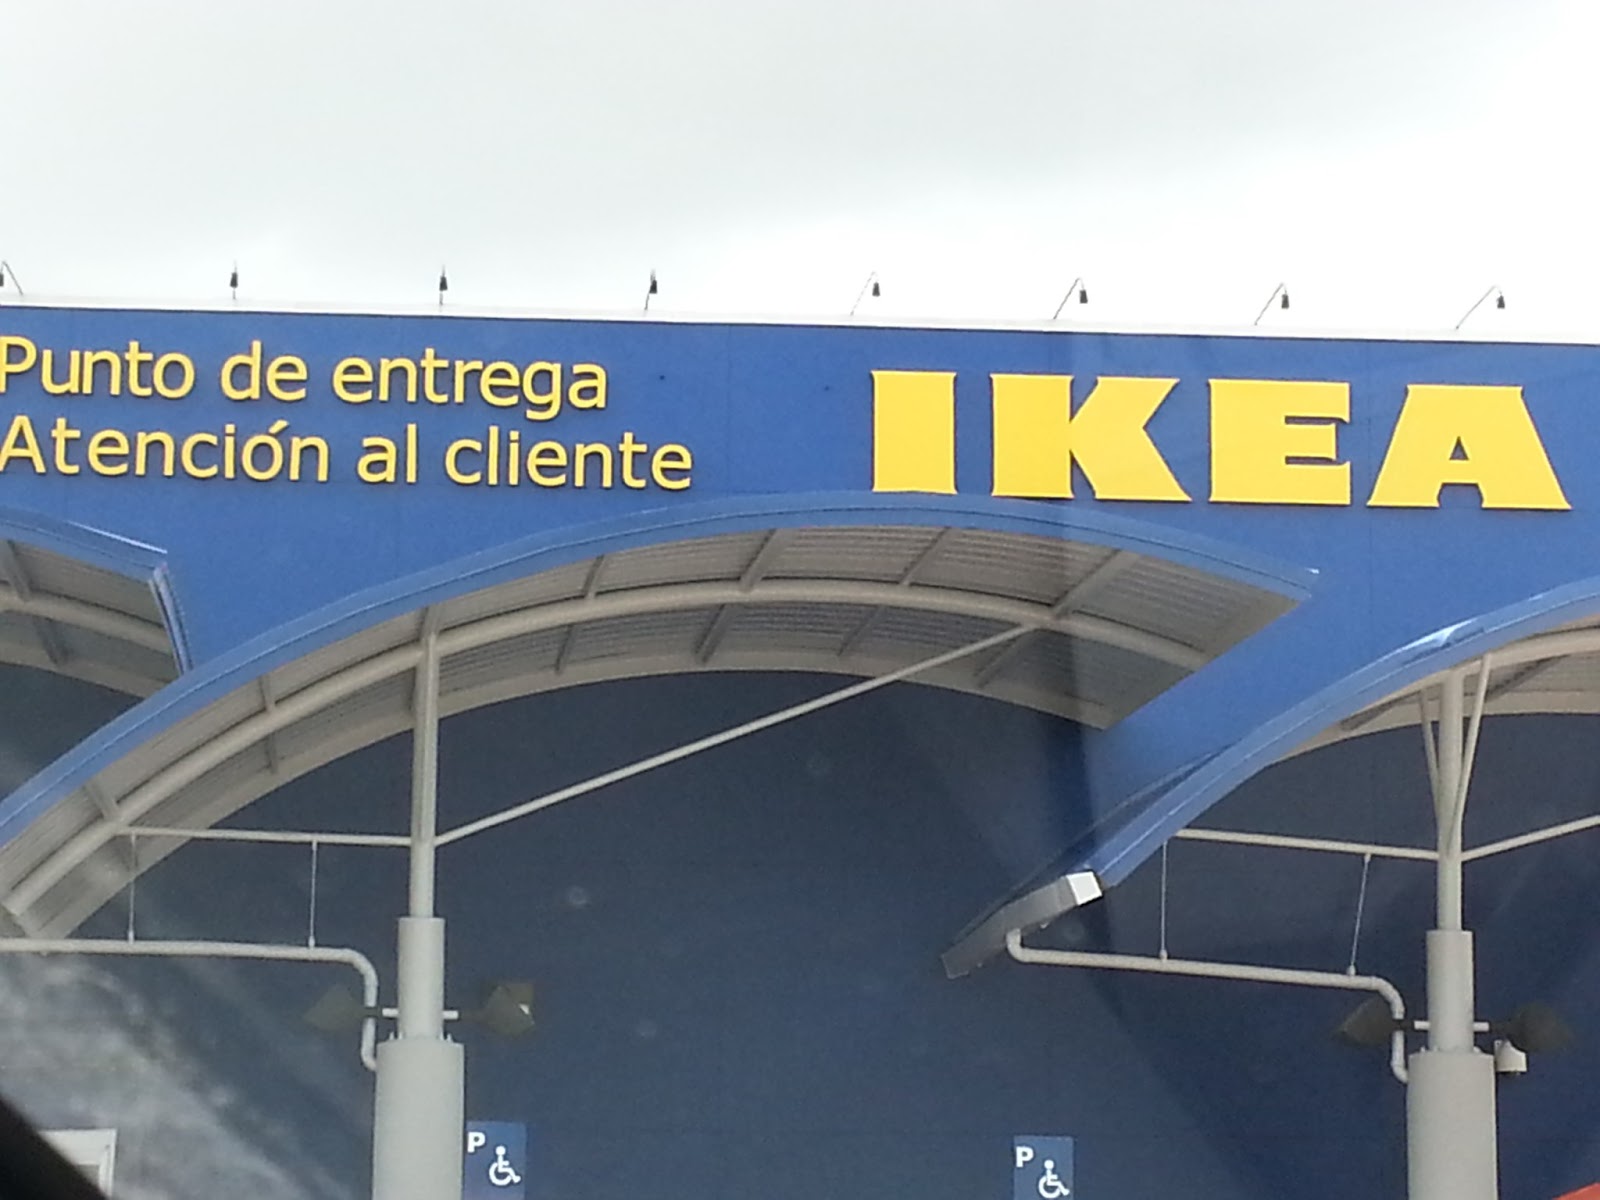 Punto de entrega
Atención al cliente
IKEA
P
P